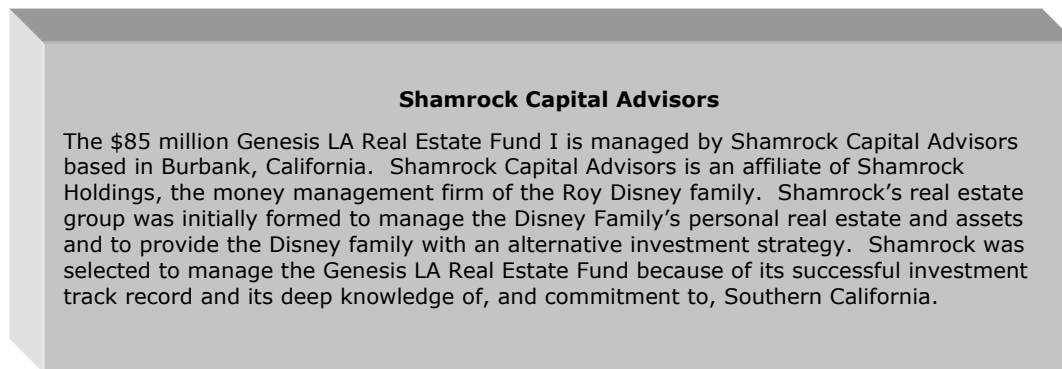 Shamrock Capital Advisors
The $85 million Genesis LA Real Estate Fund I is managed by Shamrock Capital Advisors
based in Burbank, California.  Shamrock Capital Advisors is an affiliate of Shamrock
Holdings, the money management firm of the Roy Disney family.  Shamrock's real estate
group was initially formed to manage the Disney Family's personal real estate and assets
and to provide the Disney family with an alternative investment strategy.  Shamrock was
selected to manage the Genesis LA Real Estate Fund because of its successful investment
track record and its deep knowledge of, and commitment to, Southern California.